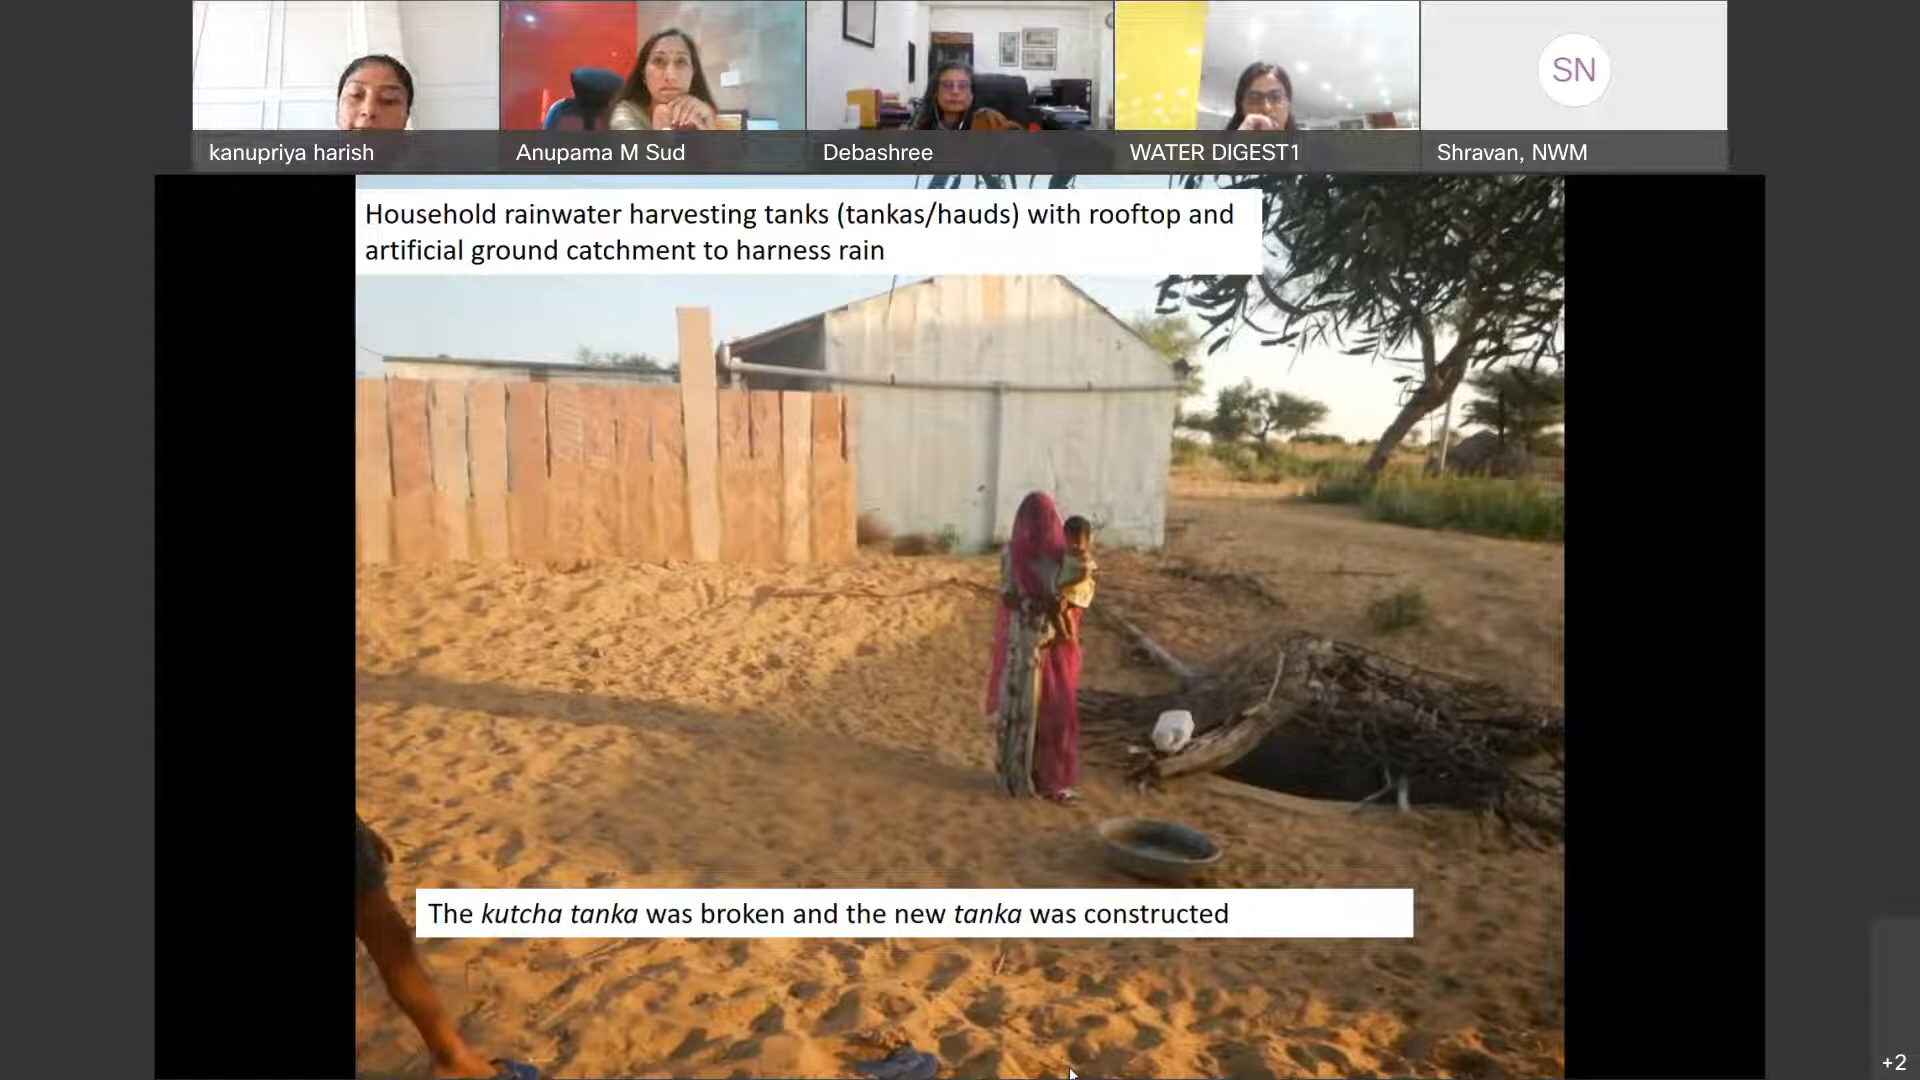 kanupriya harish
Anupama M Sud
Debashree
WATER DIGEST1
SN
Shravan, NWM
Household rainwater harvesting tanks (tankas/hauds) with rooftop and
artificial ground catchment to harness rain
The kutcha tanka was broken and the new tanka was constructed
+2